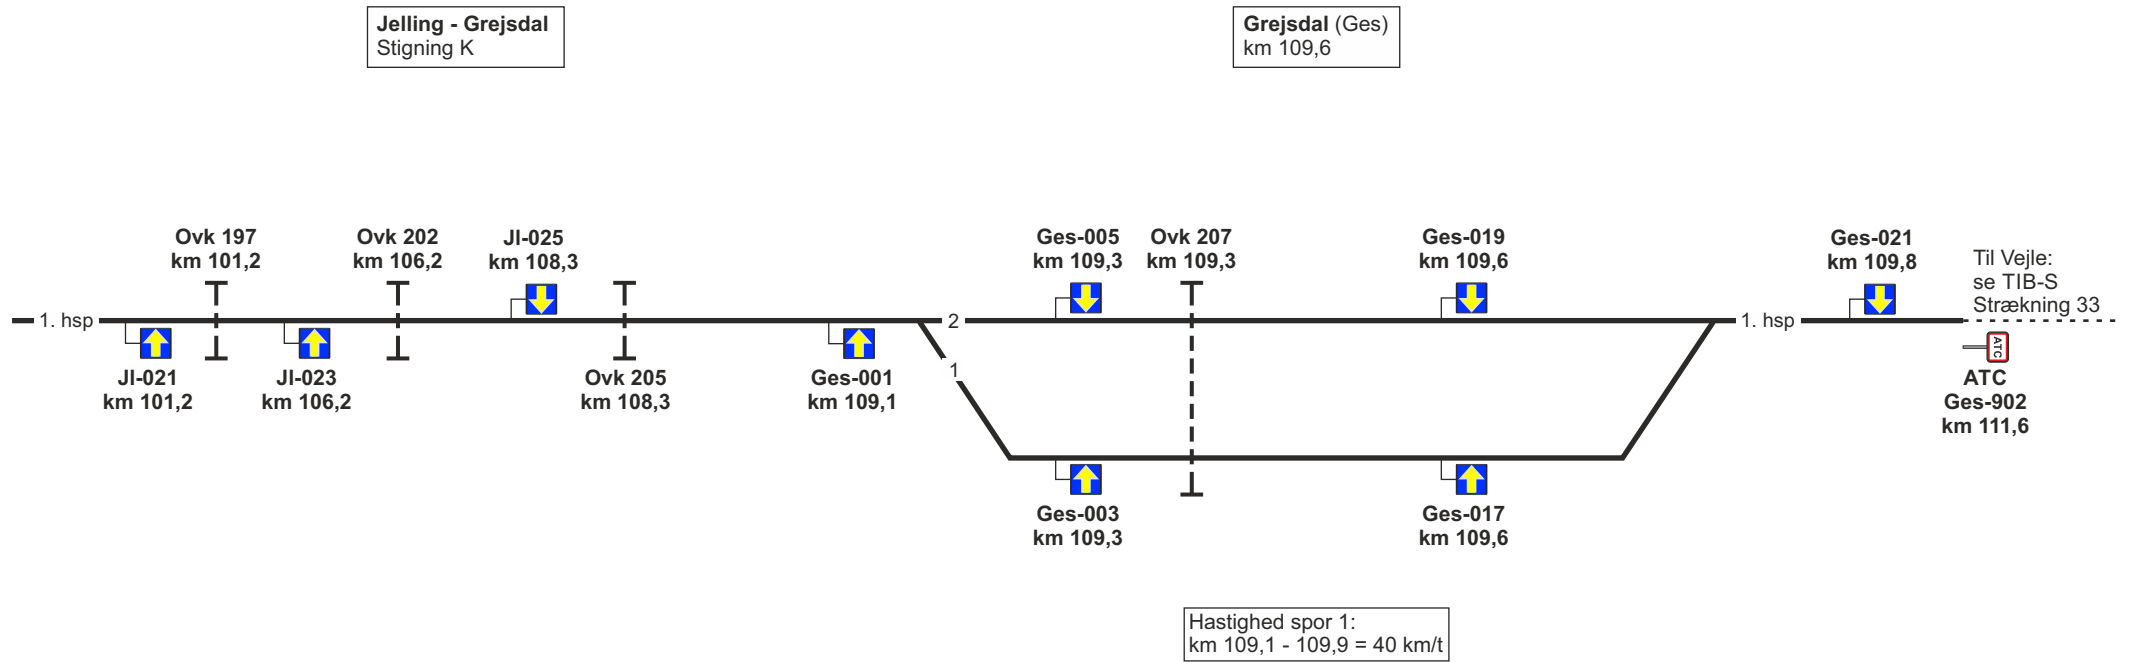 Jelling - Grejsdal
Stigning K
Grejsdal (Ges)
km 109,6
Ovk 197
km 101,2
Ovk 202
km 106,2
Jl-025
km 108,3
Ges-005
km 109,3
Ovk 207
km 109,3
Ges-019
km 109,6
Ges-021
km 109,8
Til Vejle:
se TIB-S
Strækning 33
1. hsp
2
1. hsp
1
ATC
Jl-021
km 101,2
Jl-023
km 106,2
Ovk 205
km 108,3
Ges-001
km 109,1
ATC
Ges-902
km 111,6
Ges-003
km 109,3
Ges-017
km 109,6
Hastighed spor 1:
km 109,1 - 109,9 = 40 km/t